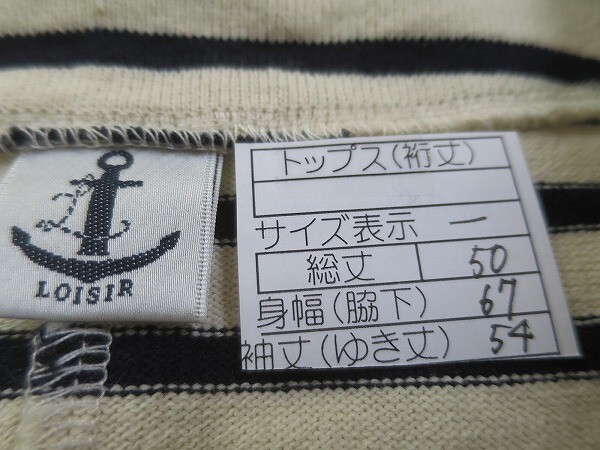 LOISIR
トップス(裄丈)
サイズ表示 一
総丈 50
身幅(脇下) 67
袖丈(ゆき丈) 54